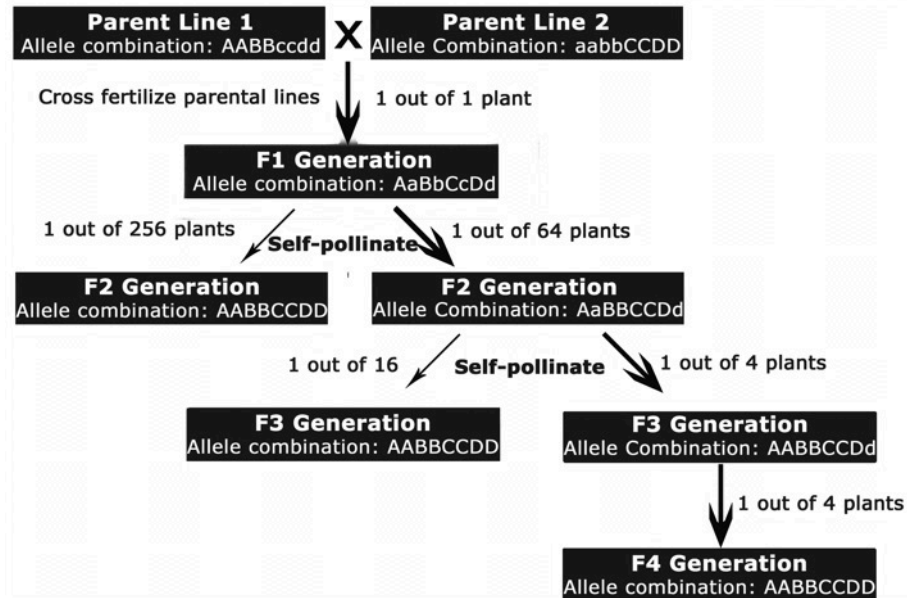 Parent Line 1
Allele combination: AABBccdd
X
Parent Line 2
Allele Combination: aabbCCDD
Cross fertilize parental lines
1 out of 1 plant
F1 Generation
Allele combination: AaBbCcDd
1 out of 256 plants
Self-pollinate
1 out of 64 plants
F2 Generation
Allele combination: AABBCCDD
F2 Generation
Allele Combination: AaBBCCDd
1 out of 16
Self-pollinate
1 out of 4 plants
F3 Generation
Allele combination: AABBCCDD
F3 Generation
Allele Combination: AABBCCDd
1 out of 4 plants
F4 Generation
Allele combination: AABBCCDD